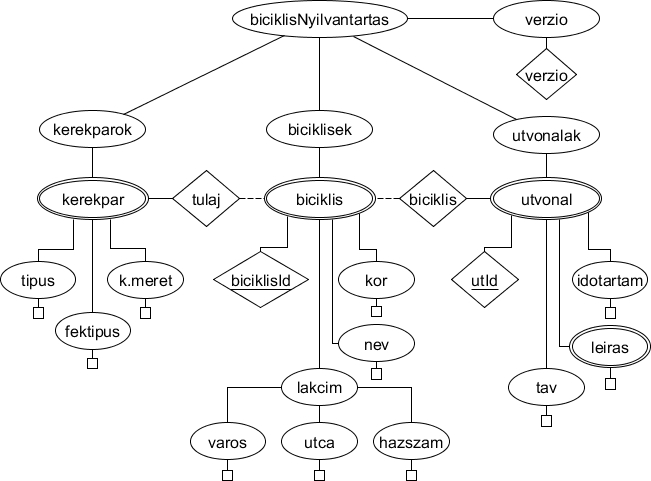 biciklisNyilvantartas
verzio
verzio
kerekparok
biciklisek
utvonalak
kerekpar
tulaj
biciklis
biciklis
utvonal
tipus
k.meret
biciklisId
kor
utId
idotartam
fektipus
nev
leiras
lakcim
tav
varos
utca
hazszam